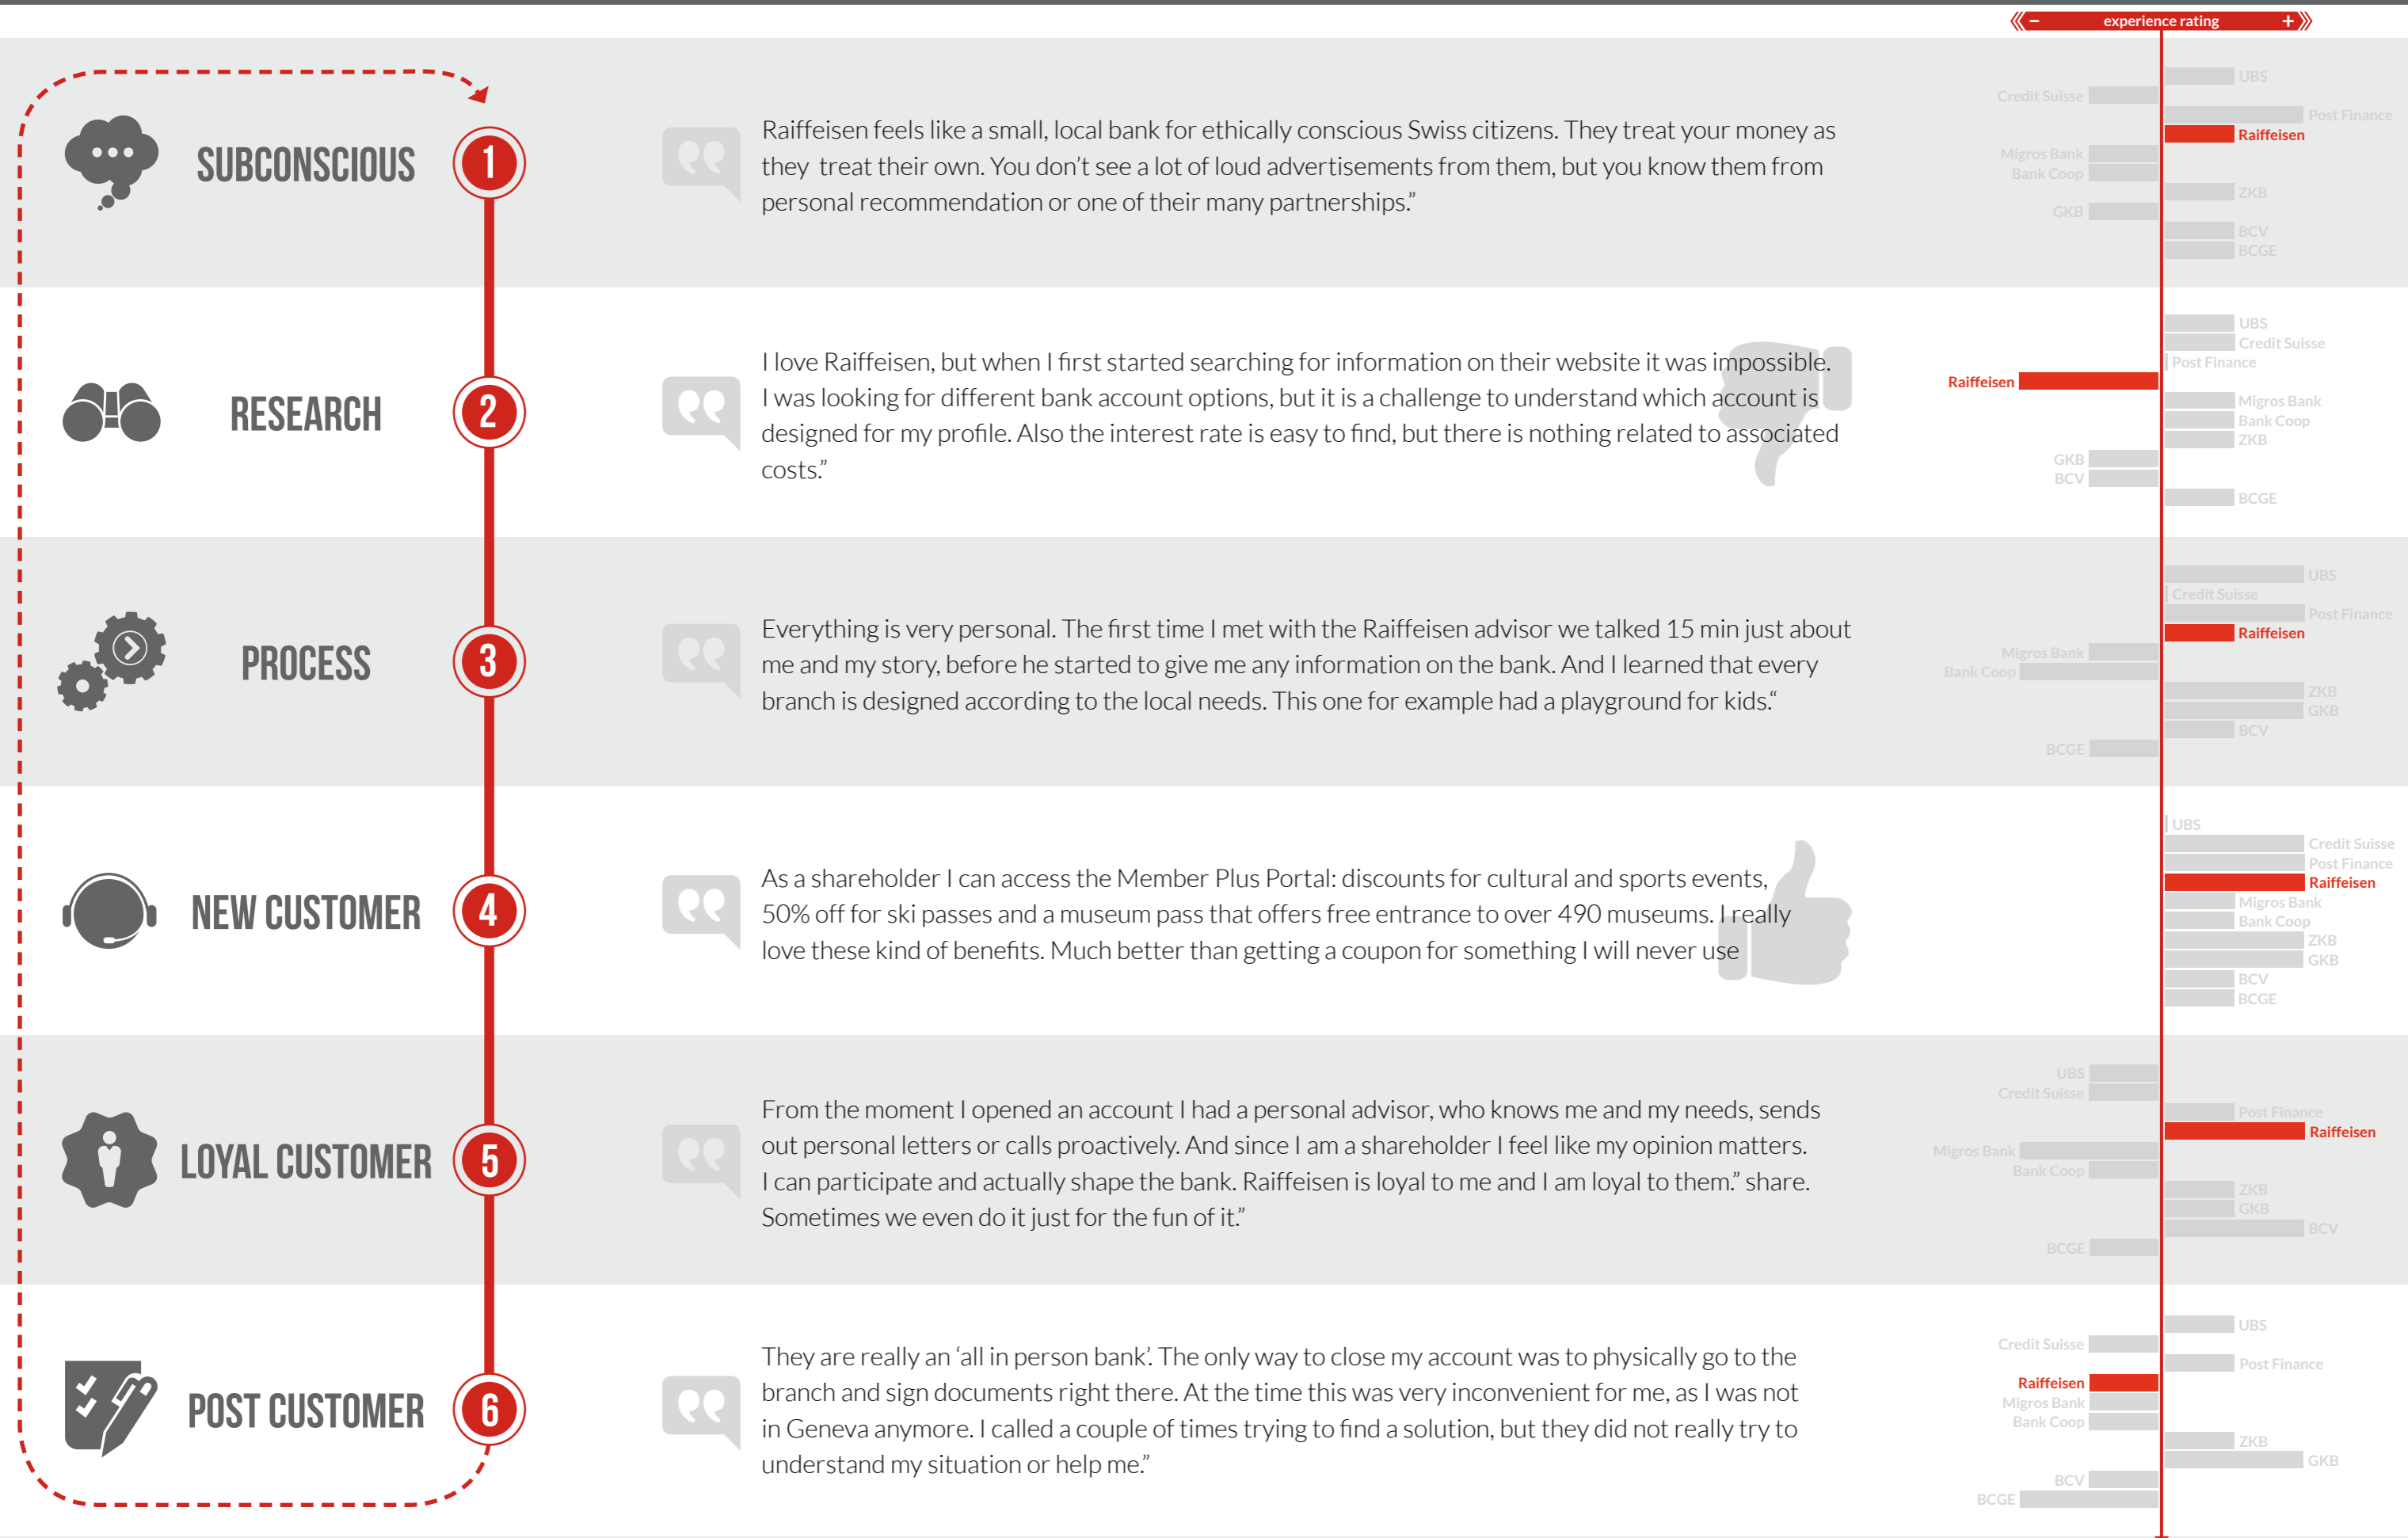 − experience rating +
SUBCONSCIOUS
1
Raiffeisen feels like a small, local bank for ethically conscious Swiss citizens. They treat your money as
they  treat their own. You don’t see a lot of loud advertisements from them, but you know them from
personal recommendation or one of their many partnerships.”
UBS
Credit Suisse
Post Finance
Raiffeisen
Migros Bank
Bank Coop
ZKB
GKB
BCV
BCGE
RESEARCH
2
I love Raiffeisen, but when I first started searching for information on their website it was impossible.
I was looking for different bank account options, but it is a challenge to understand which account is
designed for my profile. Also the interest rate is easy to find, but there is nothing related to associated
costs.”
UBS
Credit Suisse
Post Finance
Raiffeisen
Migros Bank
Bank Coop
ZKB
GKB
BCV
BCGE
PROCESS
3
Everything is very personal. The first time I met with the Raiffeisen advisor we talked 15 min just about
me and my story, before he started to give me any information on the bank. And I learned that every
branch is designed according to the local needs. This one for example had a playground for kids.“
UBS
Credit Suisse
Post Finance
Raiffeisen
Migros Bank
Bank Coop
ZKB
GKB
BCV
BCGE
NEW CUSTOMER
4
As a shareholder I can access the Member Plus Portal: discounts for cultural and sports events,
50% off for ski passes and a museum pass that offers free entrance to over 490 museums. I really
love these kind of benefits. Much better than getting a coupon for something I will never use
UBS
Credit Suisse
Post Finance
Raiffeisen
Migros Bank
Bank Coop
ZKB
GKB
BCV
BCGE
LOYAL CUSTOMER
5
From the moment I opened an account I had a personal advisor, who knows me and my needs, sends
out personal letters or calls proactively. And since I am a shareholder I feel like my opinion matters.
I can participate and actually shape the bank. Raiffeisen is loyal to me and I am loyal to them.” share.
Sometimes we even do it just for the fun of it.”
UBS
Credit Suisse
Post Finance
Raiffeisen
Migros Bank
Bank Coop
ZKB
GKB
BCV
BCGE
POST CUSTOMER
6
They are really an ‘all in person bank’. The only way to close my account was to physically go to the
branch and sign documents right there. At the time this was very inconvenient for me, as I was not
in Geneva anymore. I called a couple of times trying to find a solution, but they did not really try to
understand my situation or help me.”
UBS
Credit Suisse
Post Finance
Raiffeisen
Migros Bank
Bank Coop
ZKB
GKB
BCV
BCGE